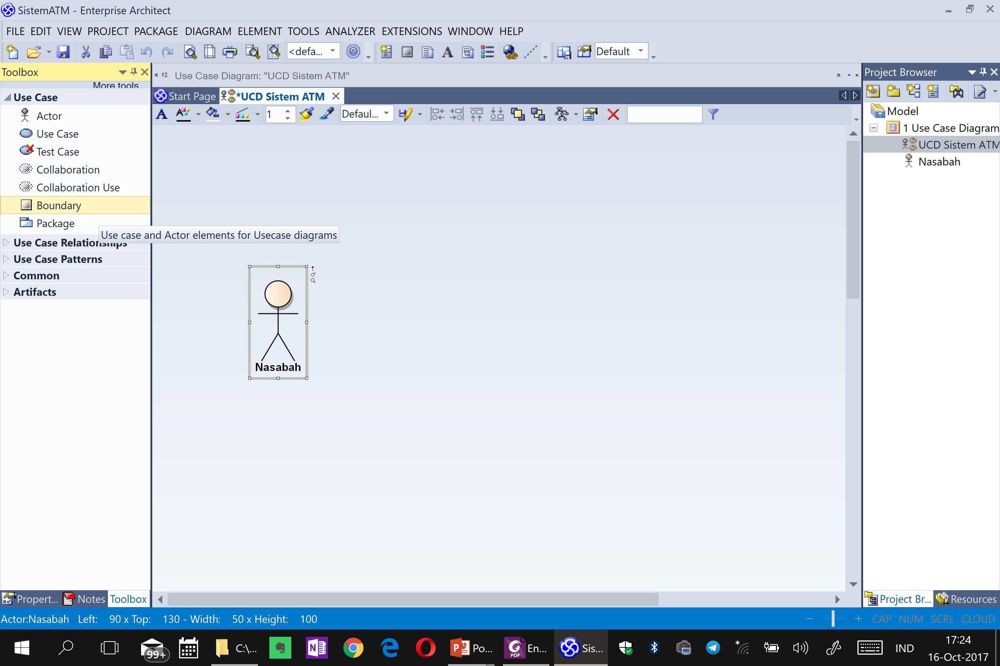 SistemATM - Enterprise Architect
FILE EDIT VIEW PROJECT PACKAGE DIAGRAM ELEMENT TOOLS ANALYZER EXTENSIONS WINDOW HELP
<defa... Default
Toolbox
More tools
Use Case
Actor
Use Case
Test Case
Collaboration
Collaboration Use
Boundary
Package
Use case and Actor elements for Usecase diagrams
Use Case Relationships
Use Case Patterns
Common
Artifacts
Use Case Diagram: "UCD Sistem ATM"
Start Page *UCD Sistem ATM
1 Defaul...
Nasabah
Project Browser
Model
1 Use Case Diagram
UCD Sistem ATM
Nasabah
Propert... Notes Toolbox
Project Br... Resources
Actor:Nasabah Left: 90 x Top: 130 - Width: 50 x Height: 100
CAP NUM SCRL CLOUD
99+ C:\... Po... En... Sis... IND
PDF
17:24
16-Oct-2017